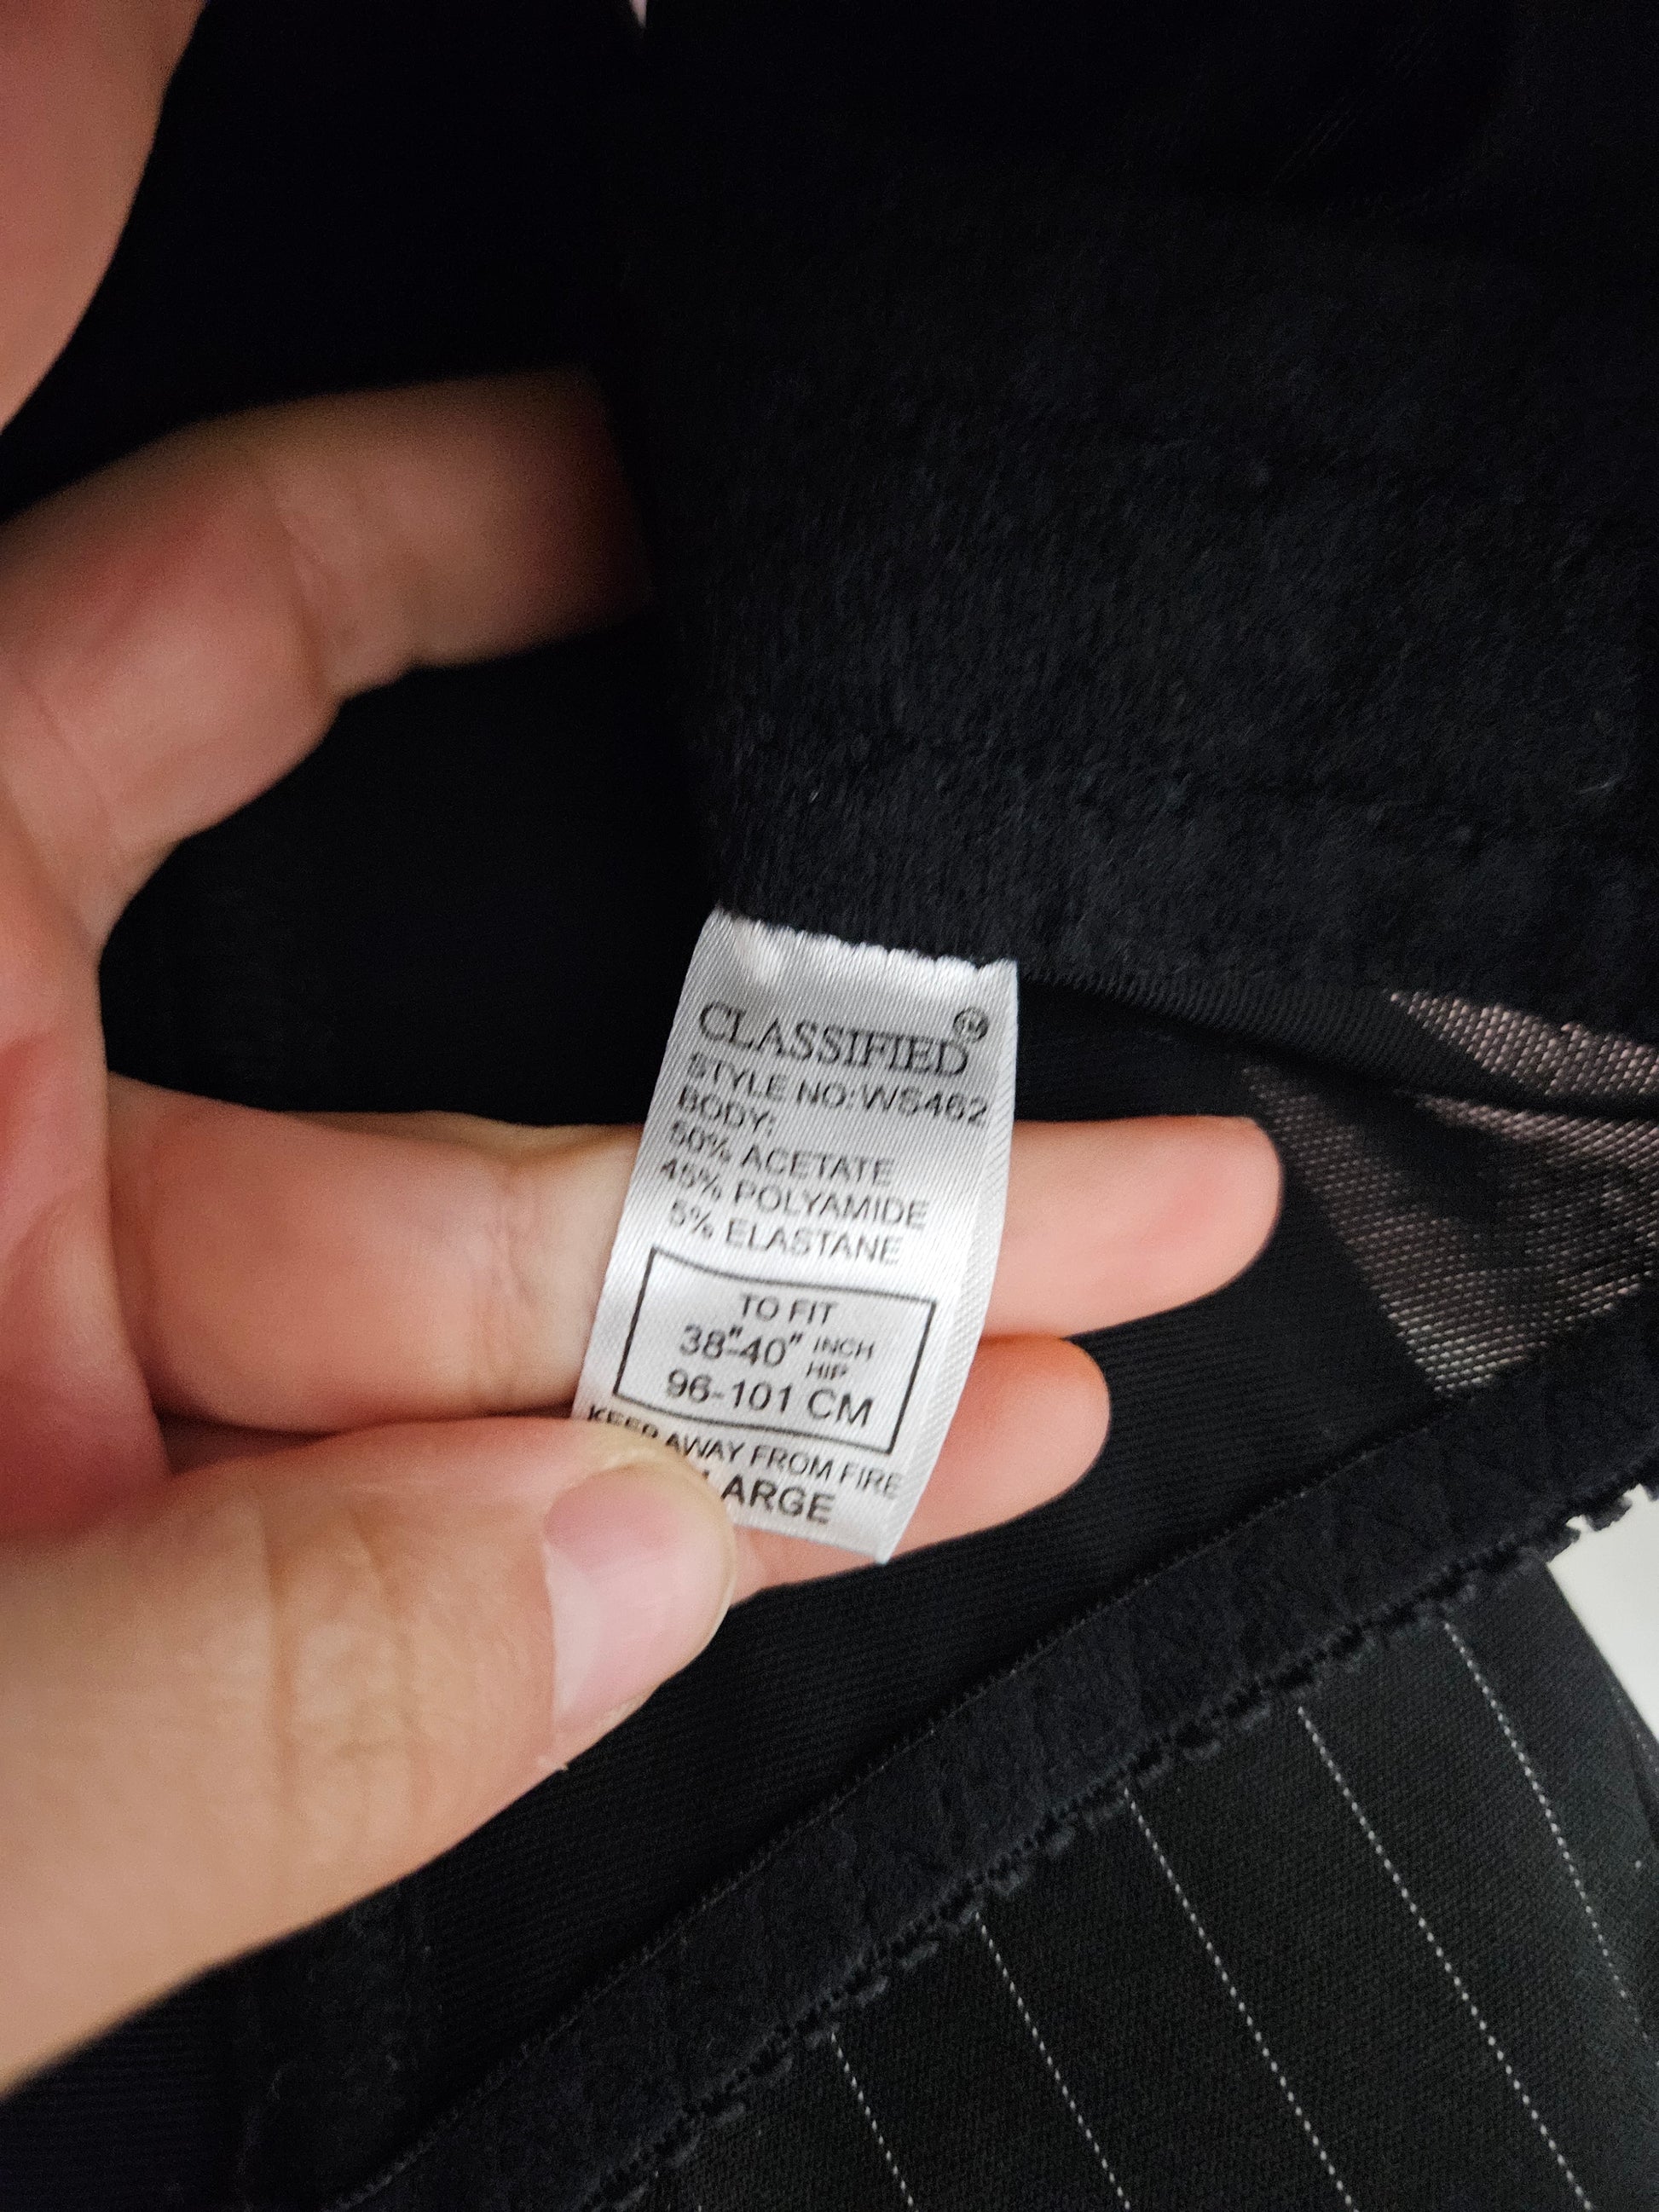 CLASSIFIED TM
STYLE NO:WS462
BODY:
50% ACETATE
45% POLYAMIDE
5% ELASTANE
TO FIT
38"-40" INCH HIP
96-101 CM
KEEP AWAY FROM FIRE
LARGE